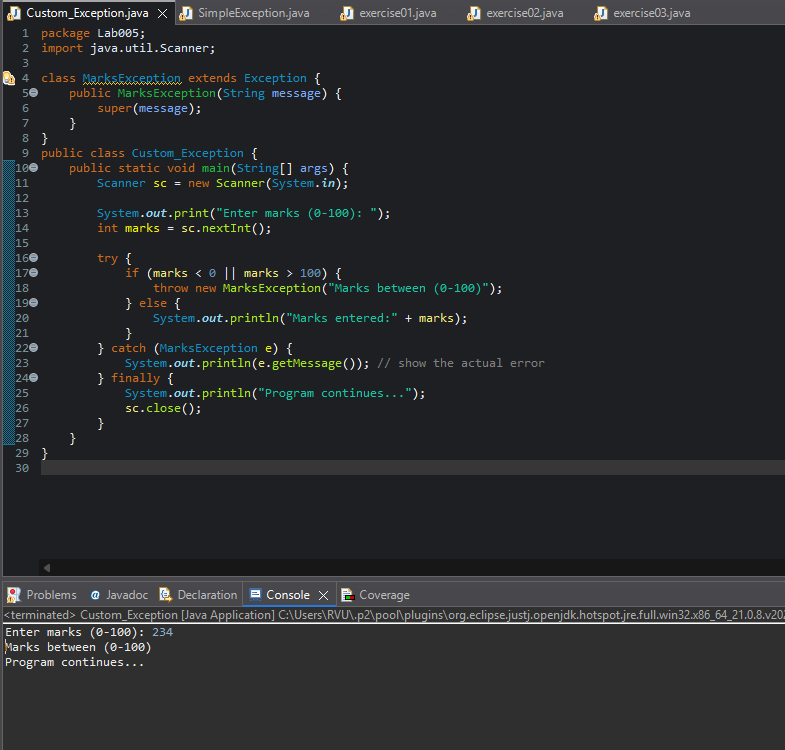 Custom_Exception.java SimpleException.java exercise01.java exercise02.java exercise03.java
1 package Lab005;
2 import java.util.Scanner;
3
4 class MarksException extends Exception {
5 public MarksException(String message) {
6 super(message);
7 }
8 }
9 public class Custom_Exception {
10 public static void main(String[] args) {
11 Scanner sc = new Scanner(System.in);
12
13 System.out.print("Enter marks (0-100): ");
14 int marks = sc.nextInt();
15
16 try {
17 if (marks < 0 || marks > 100) {
18 throw new MarksException("Marks between (0-100)");
19 } else {
20 System.out.println("Marks entered:" + marks);
21 }
22 } catch (MarksException e) {
23 System.out.println(e.getMessage()); // show the actual error
24 } finally {
25 System.out.println("Program continues...");
26 sc.close();
27 }
28 }
29 }
30
Problems Javadoc Declaration Console Coverage
<terminated> Custom_Exception [Java Application] C:\Users\RVU\.p2\pool\plugins\org.eclipse.justj.openjdk.hotspot.jre.full.win32.x86_64_21.0.8.v202
Enter marks (0-100): 234
Marks between (0-100)
Program continues...